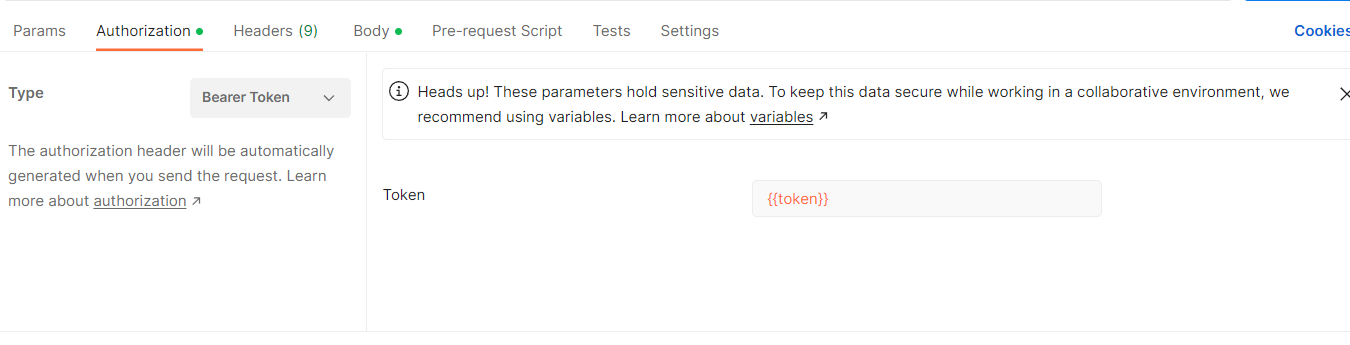 Params Authorization Headers (9) Body Pre-request Script Tests Settings Cookies
Type Bearer Token
The authorization header will be automatically
generated when you send the request. Learn
more about authorization ↗
Heads up! These parameters hold sensitive data. To keep this data secure while working in a collaborative environment, we
recommend using variables. Learn more about variables ↗
Token {{token}}